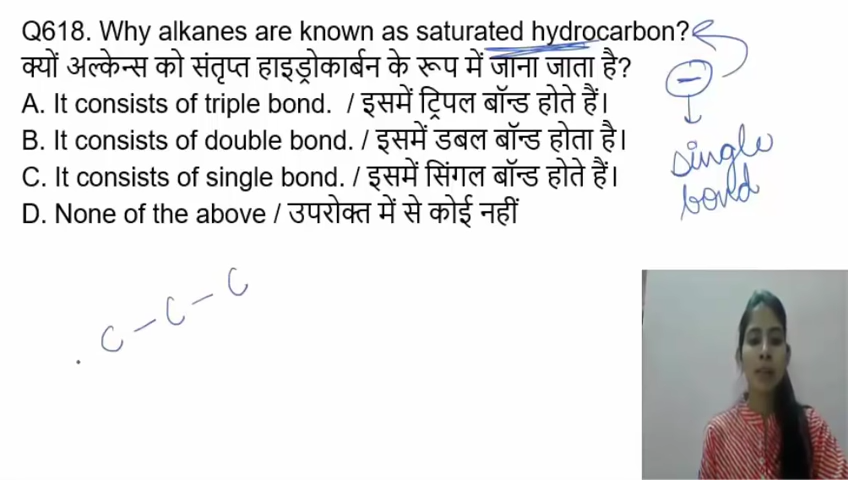 Q618. Why alkanes are known as saturated hydrocarbon?
क्यों अल्केन्स को संतृप्त हाइड्रोकार्बन के रूप में जाना जाता है?
A. It consists of triple bond. / इसमें ट्रिपल बॉन्ड होते हैं।
B. It consists of double bond. / इसमें डबल बॉन्ड होता है।
C. It consists of single bond. / इसमें सिंगल बॉन्ड होते हैं।
D. None of the above / उपरोक्त में से कोई नहीं
single
bond
C – C – C